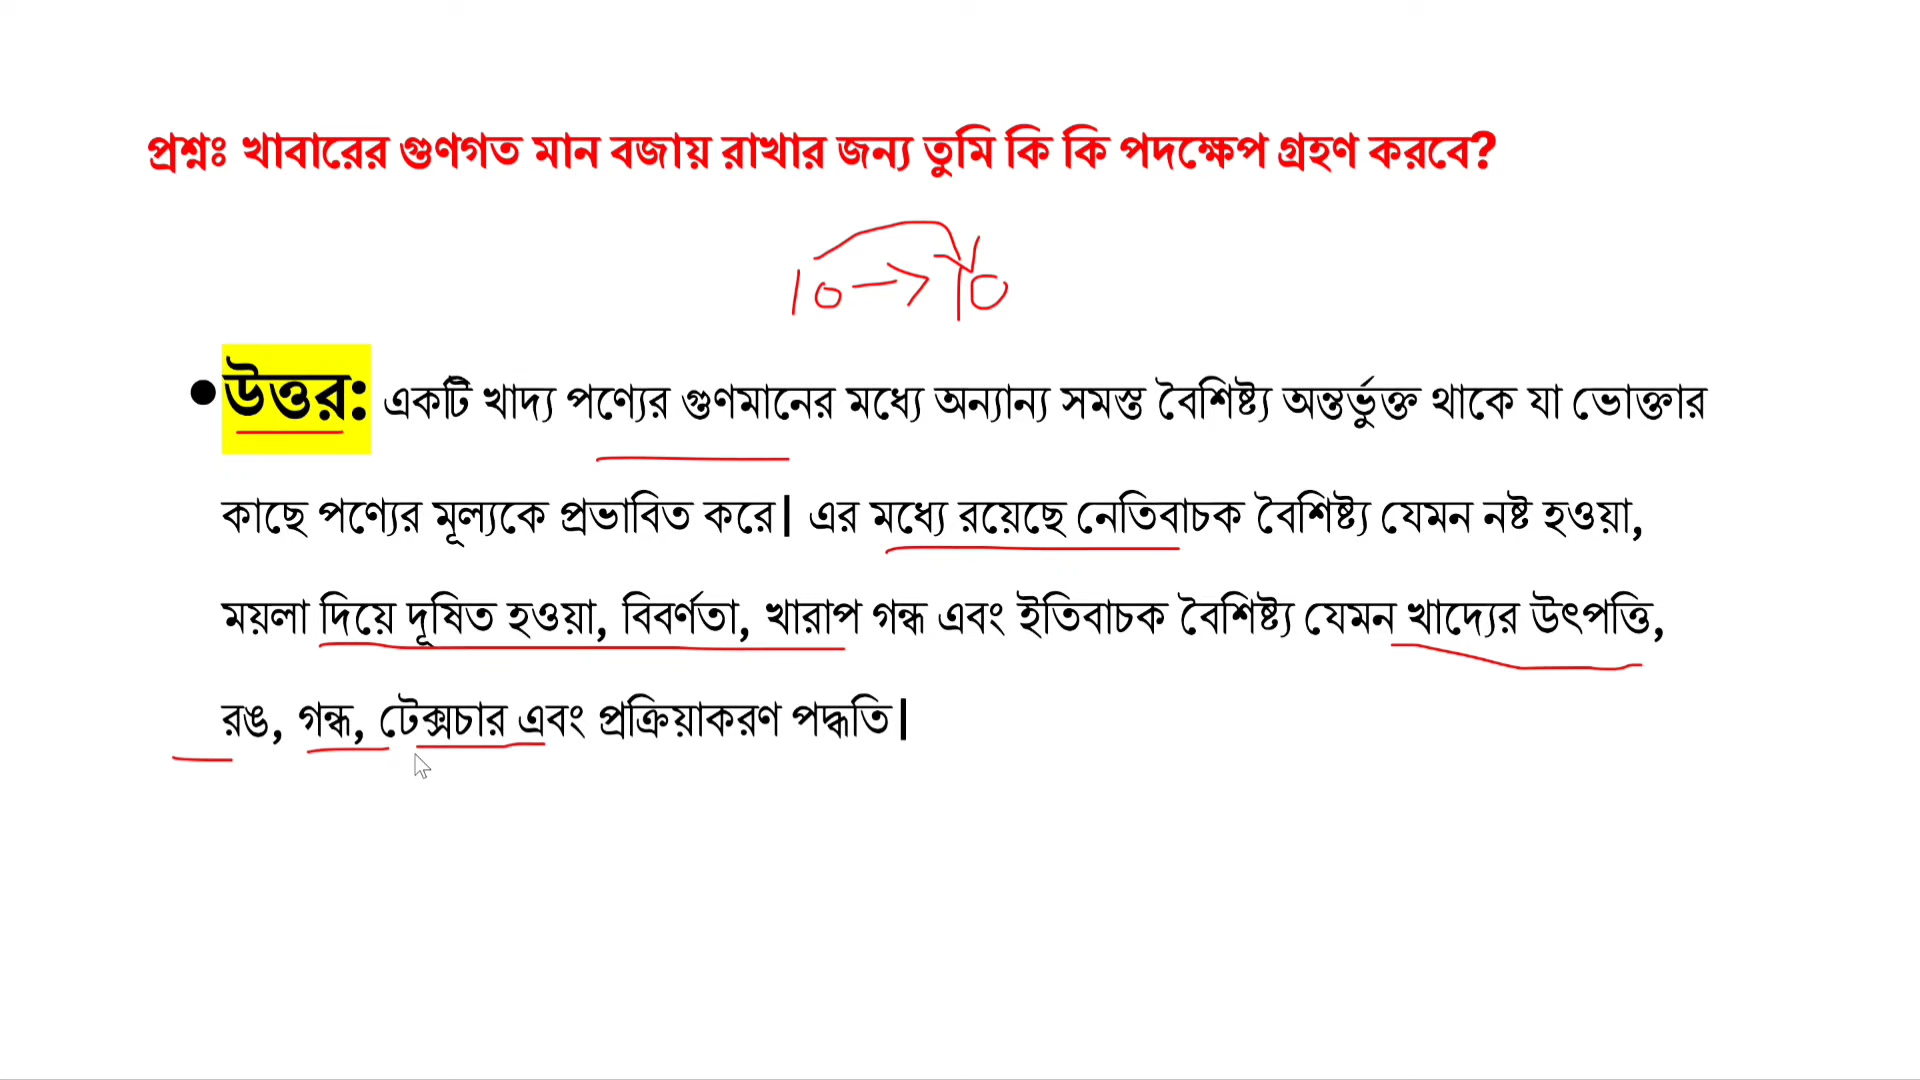 প্রশ্নঃ খাবারের গুণগত মান বজায় রাখার জন্য তুমি কি কি পদক্ষেপ গ্রহণ করবে?
10 → 10
•উত্তর: একটি খাদ্য পণ্যের গুণমানের মধ্যে অন্যান্য সমস্ত বৈশিষ্ট্য অন্তর্ভুক্ত থাকে যা ভোক্তার
কাছে পণ্যের মূল্যকে প্রভাবিত করে| এর মধ্যে রয়েছে নেতিবাচক বৈশিষ্ট্য যেমন নষ্ট হওয়া,
ময়লা দিয়ে দূষিত হওয়া, বিবর্ণতা, খারাপ গন্ধ এবং ইতিবাচক বৈশিষ্ট্য যেমন খাদ্যের উৎপত্তি,
রঙ, গন্ধ, টেক্সচার এবং প্রক্রিয়াকরণ পদ্ধতি|